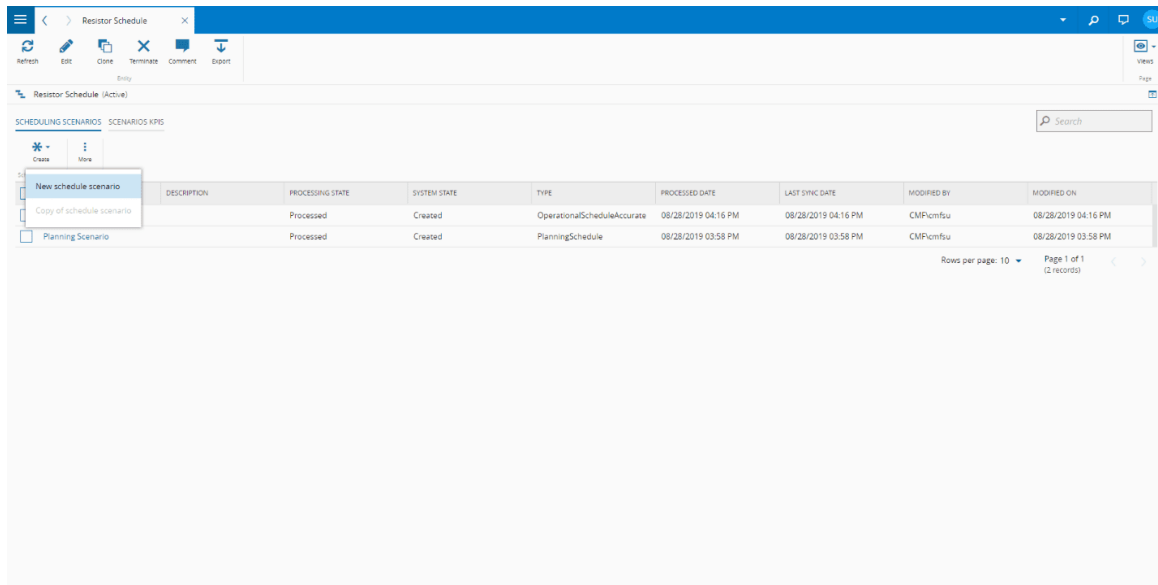 Resistor Schedule
SU
Refresh Edit Clone Terminate Comment Export
Views
Entity
Page
Resistor Schedule (Active)
SCHEDULING SCENARIOS SCENARIOS KPIS
Search
Create More
New schedule scenario
Copy of schedule scenario
DESCRIPTION PROCESSING STATE SYSTEM STATE TYPE PROCESSED DATE LAST SYNC DATE MODIFIED BY MODIFIED ON
Processed Created OperationalScheduleAccurate 08/28/2019 04:16 PM 08/28/2019 04:16 PM CMF\cmfsu 08/28/2019 04:16 PM
Planning Scenario Processed Created PlanningSchedule 08/28/2019 03:58 PM 08/28/2019 03:58 PM CMF\cmfsu 08/28/2019 03:58 PM
Rows per page: 10 Page 1 of 1
(2 records)